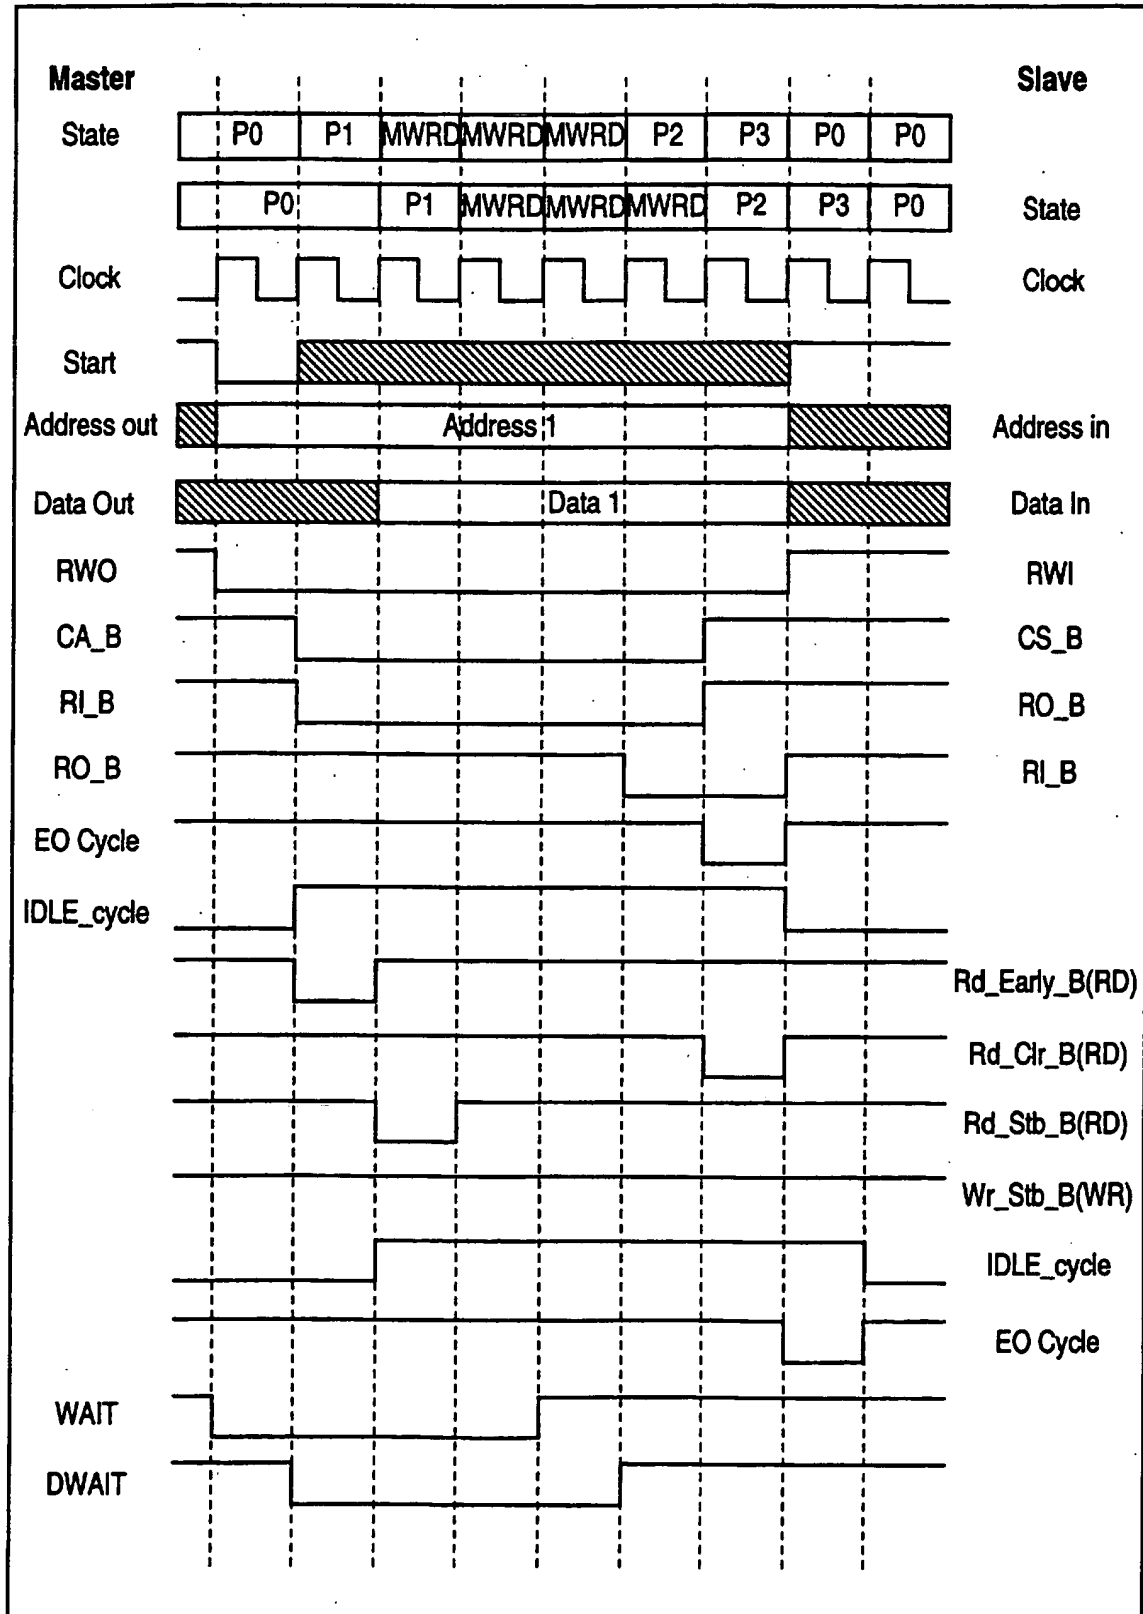 Master Slave
State P0 P1 MWRD MWRD MWRD P2 P3 P0 P0
P0 P1 MWRD MWRD MWRD P2 P3 P0 State
Clock Clock
Start
Address out Address 1 Address in
Data Out Data 1 Data In
RWO RWI
CA_B CS_B
RI_B RO_B
RO_B RI_B
EO Cycle
IDLE_cycle
Rd_Early_B(RD)
Rd_Clr_B(RD)
Rd_Stb_B(RD)
Wr_Stb_B(WR)
IDLE_cycle
EO Cycle
WAIT
DWAIT